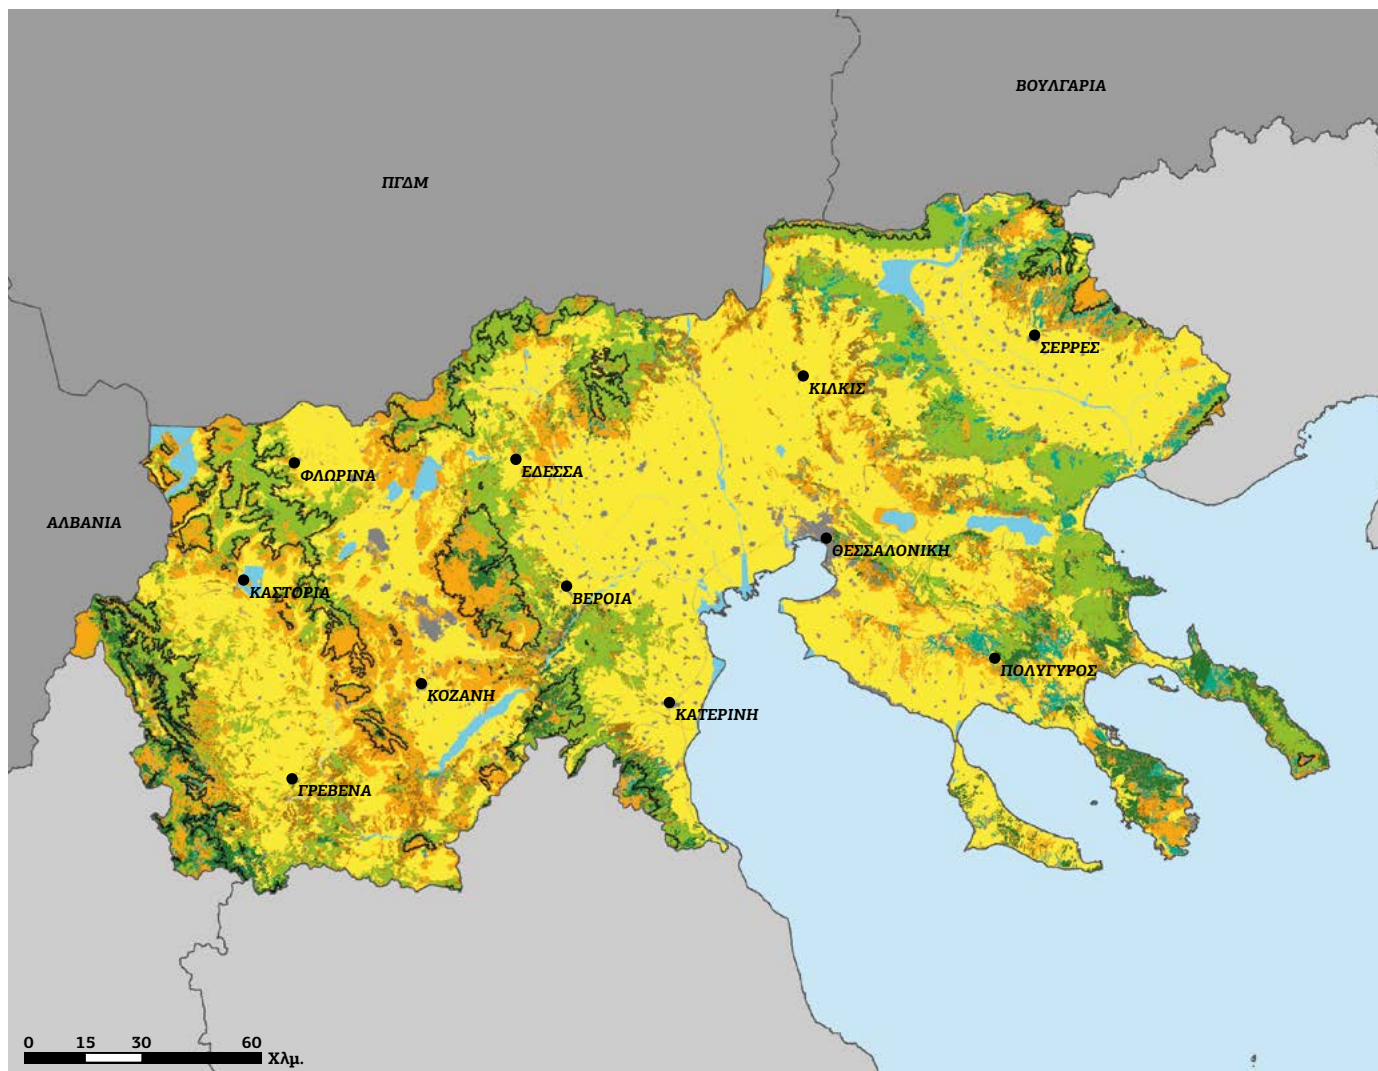 ΒΟΥΛΓΑΡΙΑ
ΠΓΔΜ
ΣΕΡΡΕΣ
ΚΙΛΚΙΣ
ΕΔΕΣΣΑ
ΦΛΩΡΙΝΑ
ΑΛΒΑΝΙΑ
ΘΕΣΣΑΛΟΝΙΚΗ
ΚΑΣΤΟΡΙΑ
ΒΕΡΟΙΑ
ΠΟΛΥΓΥΡΟΣ
ΚΟΖΑΝΗ
ΚΑΤΕΡΙΝΗ
ΓΡΕΒΕΝΑ
0 15 30 60
Χλμ.